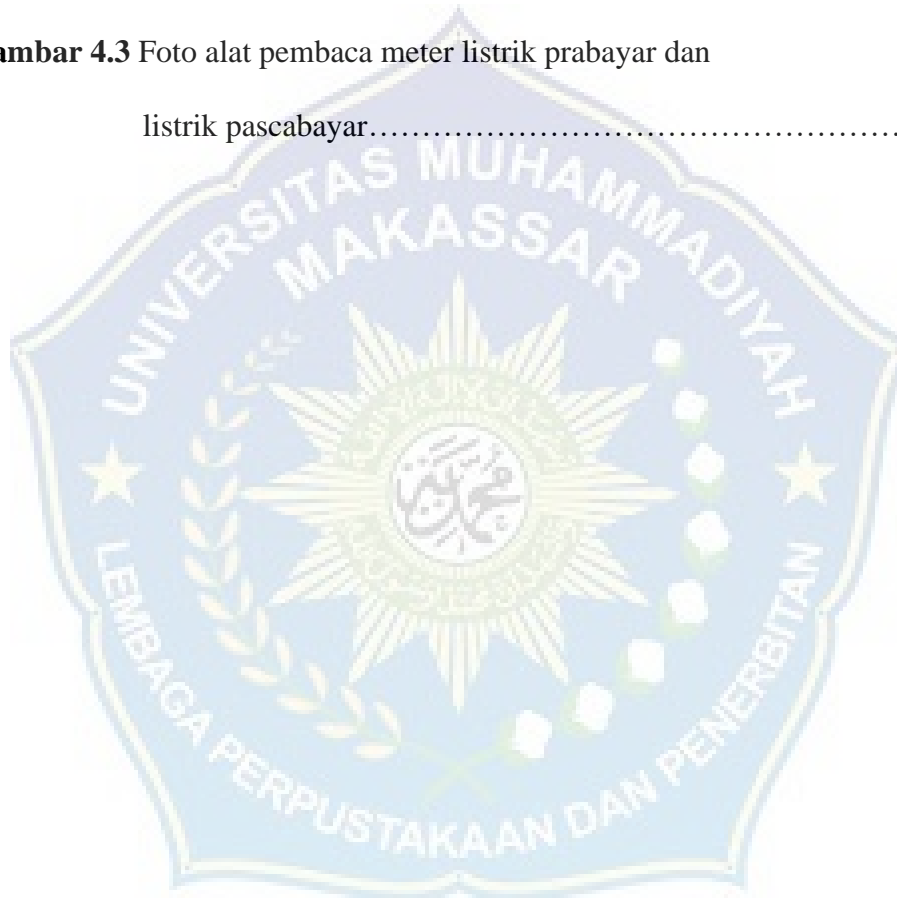 ambar 4.3 Foto alat pembaca meter listrik prabayar dan
listrik pascabayar……………………………………………
UNIVERSITAS MUHAMMADIYAH
MAKASSAR
محمد
LEMBAGA PERPUSTAKAAN DAN PENERBITAN